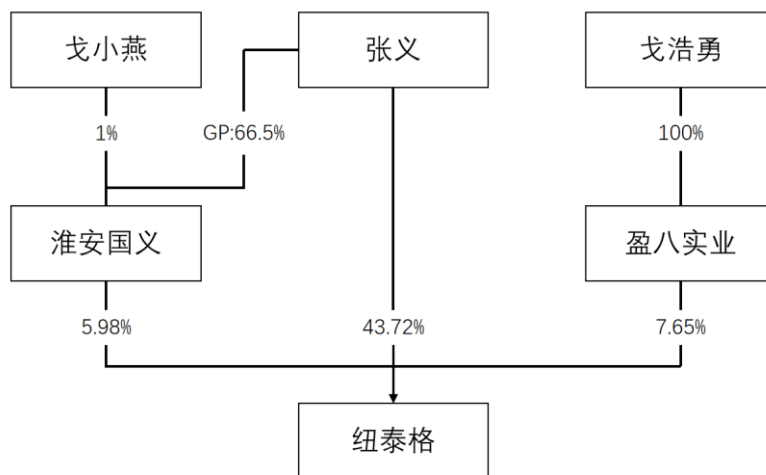 戈小燕
张义
戈浩勇
1%
GP:66.5%
100%
淮安国义
盈八实业
5.98%
43.72%
7.65%
纽泰格